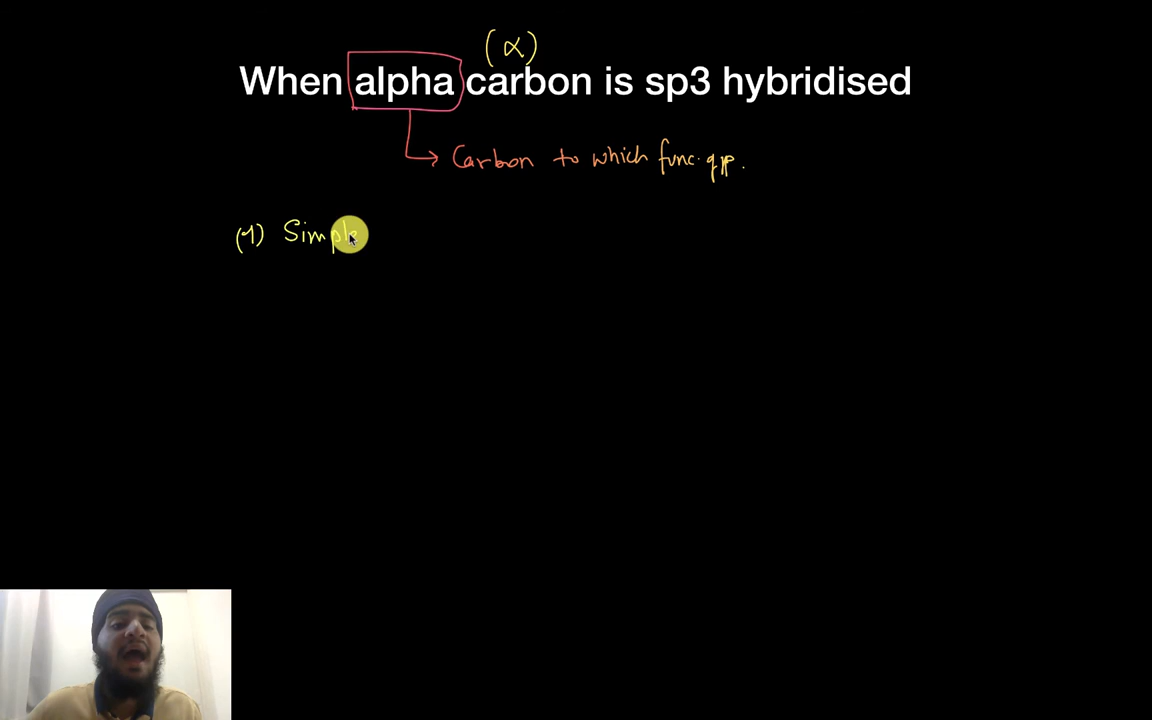 (α)
When alpha carbon is sp3 hybridised
Carbon to which func. grp.
(1) Simple